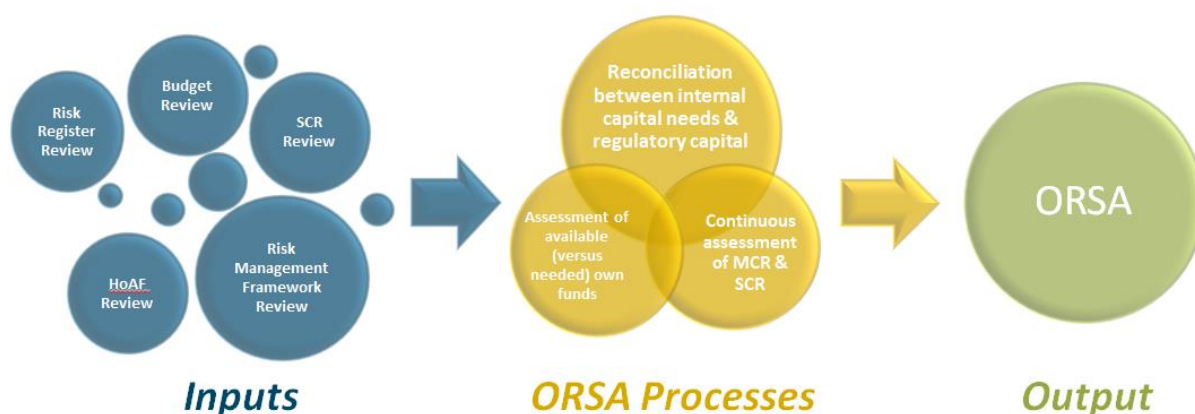 Risk
Register
Review
Budget
Review
SCR
Review
HoAF
Review
Risk
Management
Framework
Review
Reconciliation
between internal
capital needs &
regulatory capital
Assessment of
available
(versus
needed) own
funds
Continuous
assessment
of MCR &
SCR
ORSA
Inputs
ORSA Processes
Output